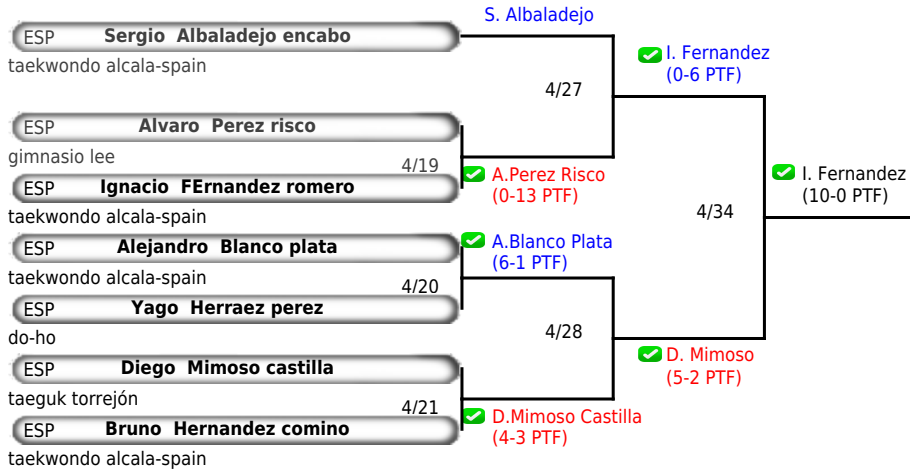 S. Albaladejo
ESP Sergio Albaladejo encabo
taekwondo alcala-spain
I. Fernandez
(0-6 PTF)
4/27
ESP Alvaro Perez risco
gimnasio lee
4/19
A.Perez Risco
(0-13 PTF)
ESP Ignacio FErnandez romero
taekwondo alcala-spain
I. Fernandez
(10-0 PTF)
4/34
ESP Alejandro Blanco plata
taekwondo alcala-spain
A.Blanco Plata
(6-1 PTF)
4/20
ESP Yago Herraez perez
do-ho
4/28
D. Mimoso
(5-2 PTF)
ESP Diego Mimoso castilla
taeguk torrejón
4/21
D.Mimoso Castilla
(4-3 PTF)
ESP Bruno Hernandez comino
taekwondo alcala-spain